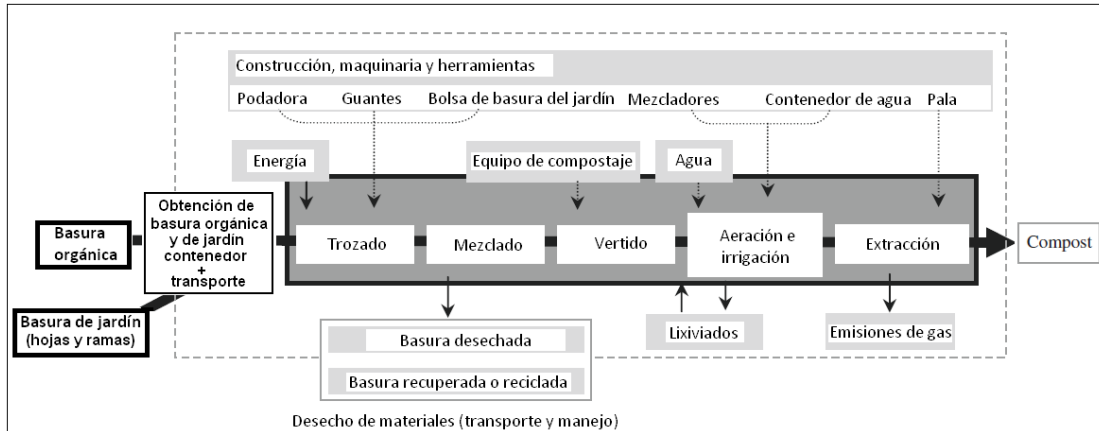 Construcción, maquinaria y herramientas
Podadora Guantes Bolsa de basura del jardín Mezcladores Contenedor de agua Pala
Energía
Equipo de compostaje
Agua
Basura
orgánica
Basura de jardín
(hojas y ramas)
Obtención de
basura orgánica
y de jardín
contenedor
+
transporte
Trozado
Mezclado
Vertido
Aeración e
irrigación
Extracción
Compost
Basura desechada
Basura recuperada o reciclada
Lixiviados
Emisiones de gas
Desecho de materiales (transporte y manejo)